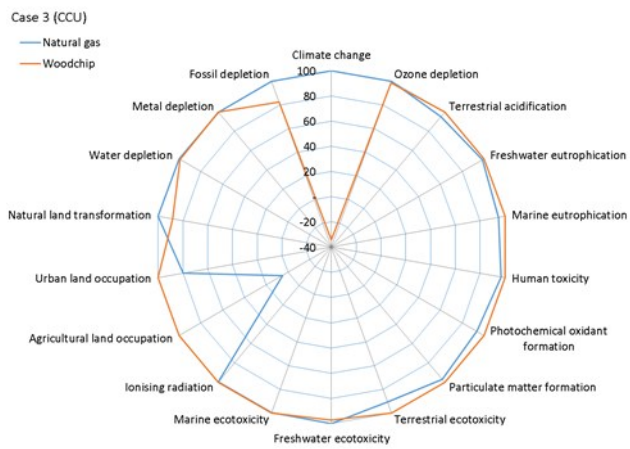 Case 3 (CCU)
Natural gas
Woodchip
Climate change
Ozone depletion
Terrestrial acidification
Freshwater eutrophication
Marine eutrophication
Human toxicity
Photochemical oxidant
formation
Particulate matter formation
Terrestrial ecotoxicity
Freshwater ecotoxicity
Marine ecotoxicity
Ionising radiation
Agricultural land occupation
Urban land occupation
Natural land transformation
Water depletion
Metal depletion
Fossil depletion
100
80
60
40
20
-
-20
-40